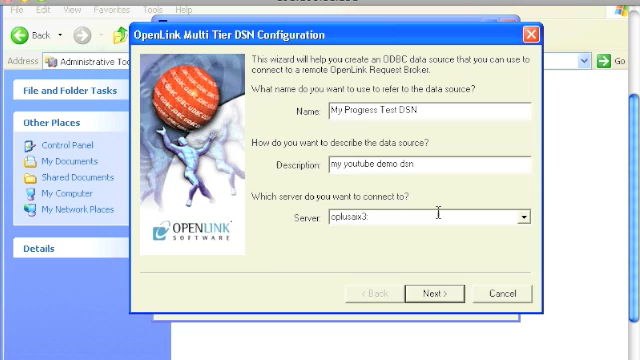 File
Edit
View
Favorites
Tools
Help
Back
Address
Administrative Too
Go
File and Folder Tasks
Other Places
Control Panel
My Documents
Shared Documents
My Computer
My Network Places
Details
OpenLink Multi Tier DSN Configuration
This wizard will help you create an ODBC data source that you can use to
connect to a remote OpenLink Request Broker.
What name do you want to use to refer to the data source?
Name: My Progress Test DSN
How do you want to describe the data source?
Description: my youtube demo dsn
Which server do you want to connect to?
Server: oplusaix3:
OPENLINK
SOFTWARE
< Back
Next >
Cancel